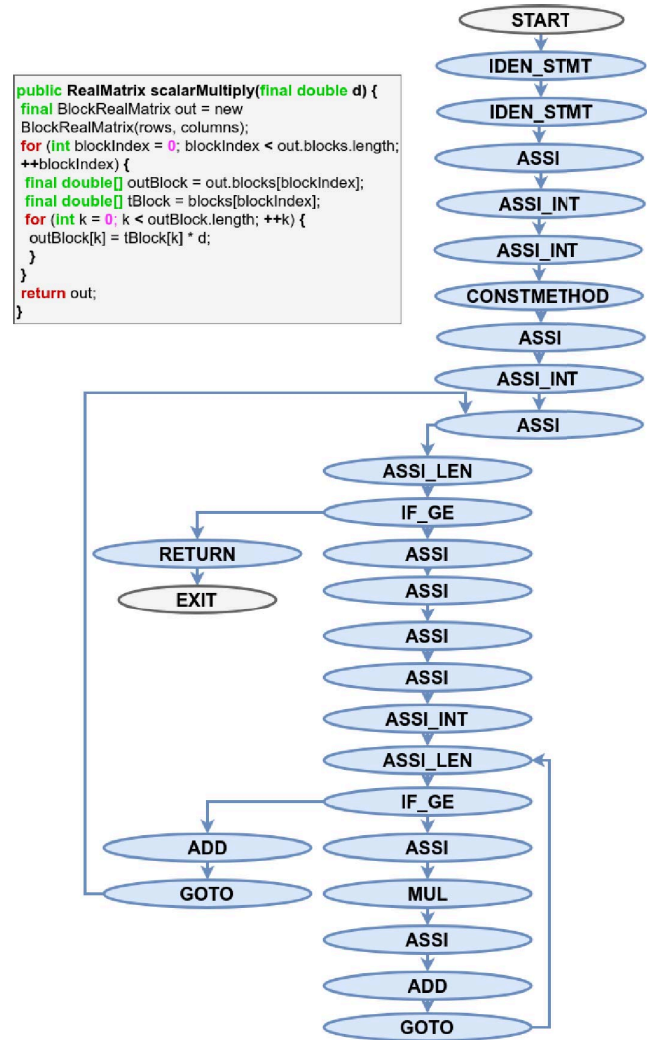 START
IDEN_STMT
IDEN_STMT
ASSI
ASSI_INT
ASSI_INT
CONSTMETHOD
ASSI
ASSI_INT
ASSI
public RealMatrix scalarMultiply(final double d) {
final BlockRealMatrix out = new
BlockRealMatrix(rows, columns);
for (int blockIndex = 0; blockIndex < out.blocks.length;
++blockIndex) {
final double[] outBlock = out.blocks[blockIndex];
final double[] tBlock = blocks[blockIndex];
for (int k = 0; k < outBlock.length; ++k) {
outBlock[k] = tBlock[k] * d;
}
}
return out;
}
ASSI_LEN
IF_GE
RETURN
EXIT
ASSI
ASSI
ASSI
ASSI
ASSI_INT
ASSI_LEN
IF_GE
ADD
GOTO
ASSI
MUL
ASSI
ADD
GOTO